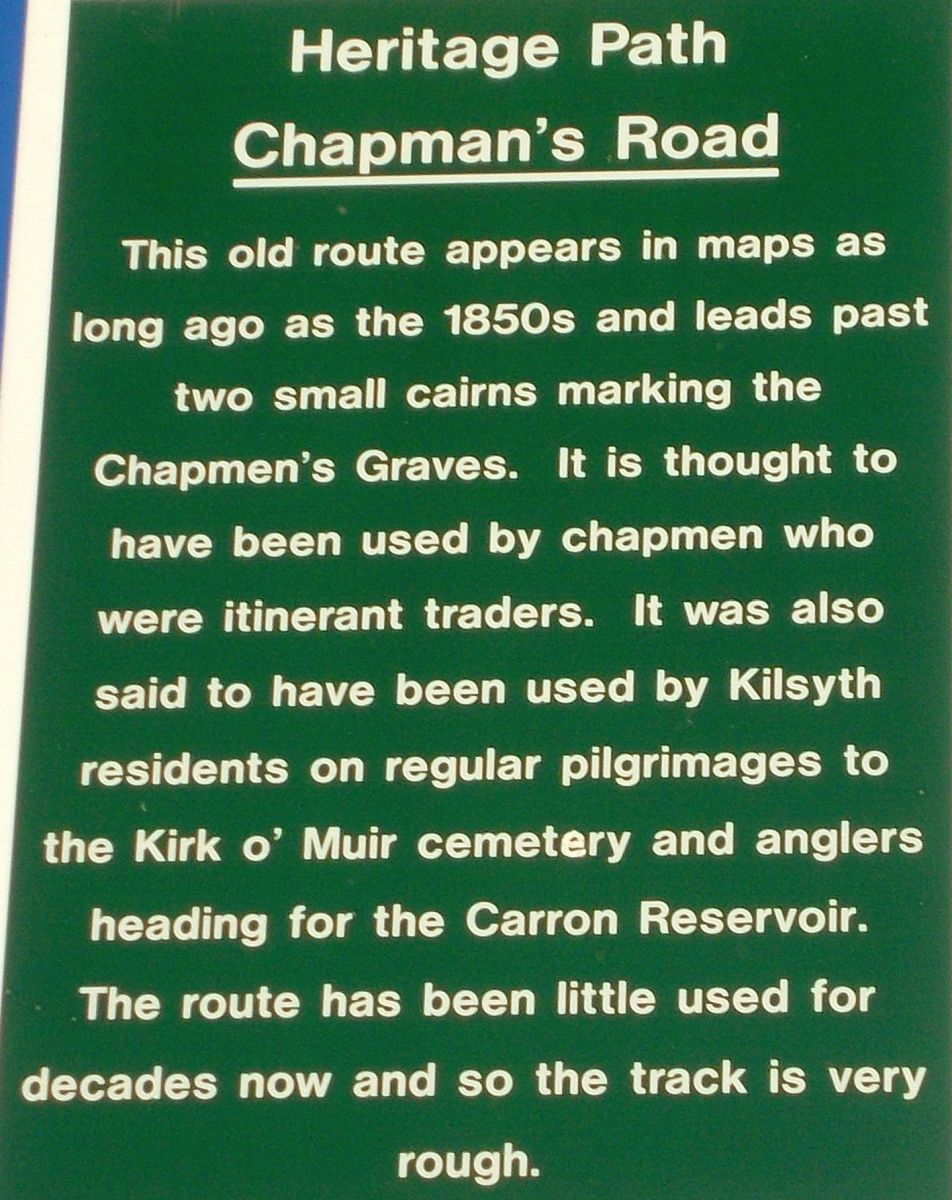 Heritage Path
Chapman's Road
This old route appears in maps as
long ago as the 1850s and leads past
two small cairns marking the
Chapmen's Graves. It is thought to
have been used by chapmen who
were itinerant traders. It was also
said to have been used by Kilsyth
residents on regular pilgrimages to
the Kirk o' Muir cemetery and anglers
heading for the Carron Reservoir.
The route has been little used for
decades now and so the track is very
rough.